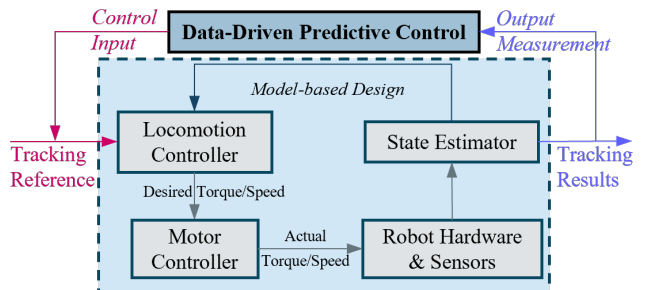 Control
Input
Data-Driven Predictive Control
Output
Measurement
Model-based Design
Locomotion
Controller
State Estimator
Tracking
Reference
Tracking
Results
Desired Torque/Speed
Motor
Controller
Actual
Torque/Speed
Robot Hardware
& Sensors